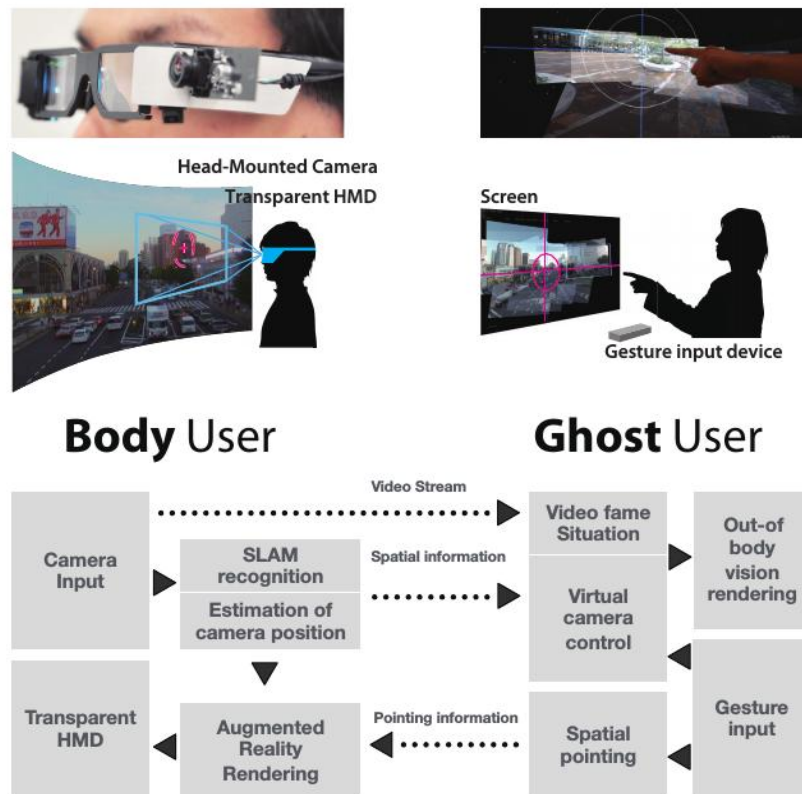 Head-Mounted Camera
Transparent HMD
Screen
Gesture input device
Body User
Ghost User
Video Stream
Camera
Input
SLAM
recognition
Estimation of
camera position
Spatial information
Video fame
Situation
Virtual
camera
control
Out-of
body
vision
rendering
Transparent
HMD
Augmented
Reality
Rendering
Pointing information
Spatial
pointing
Gesture
input